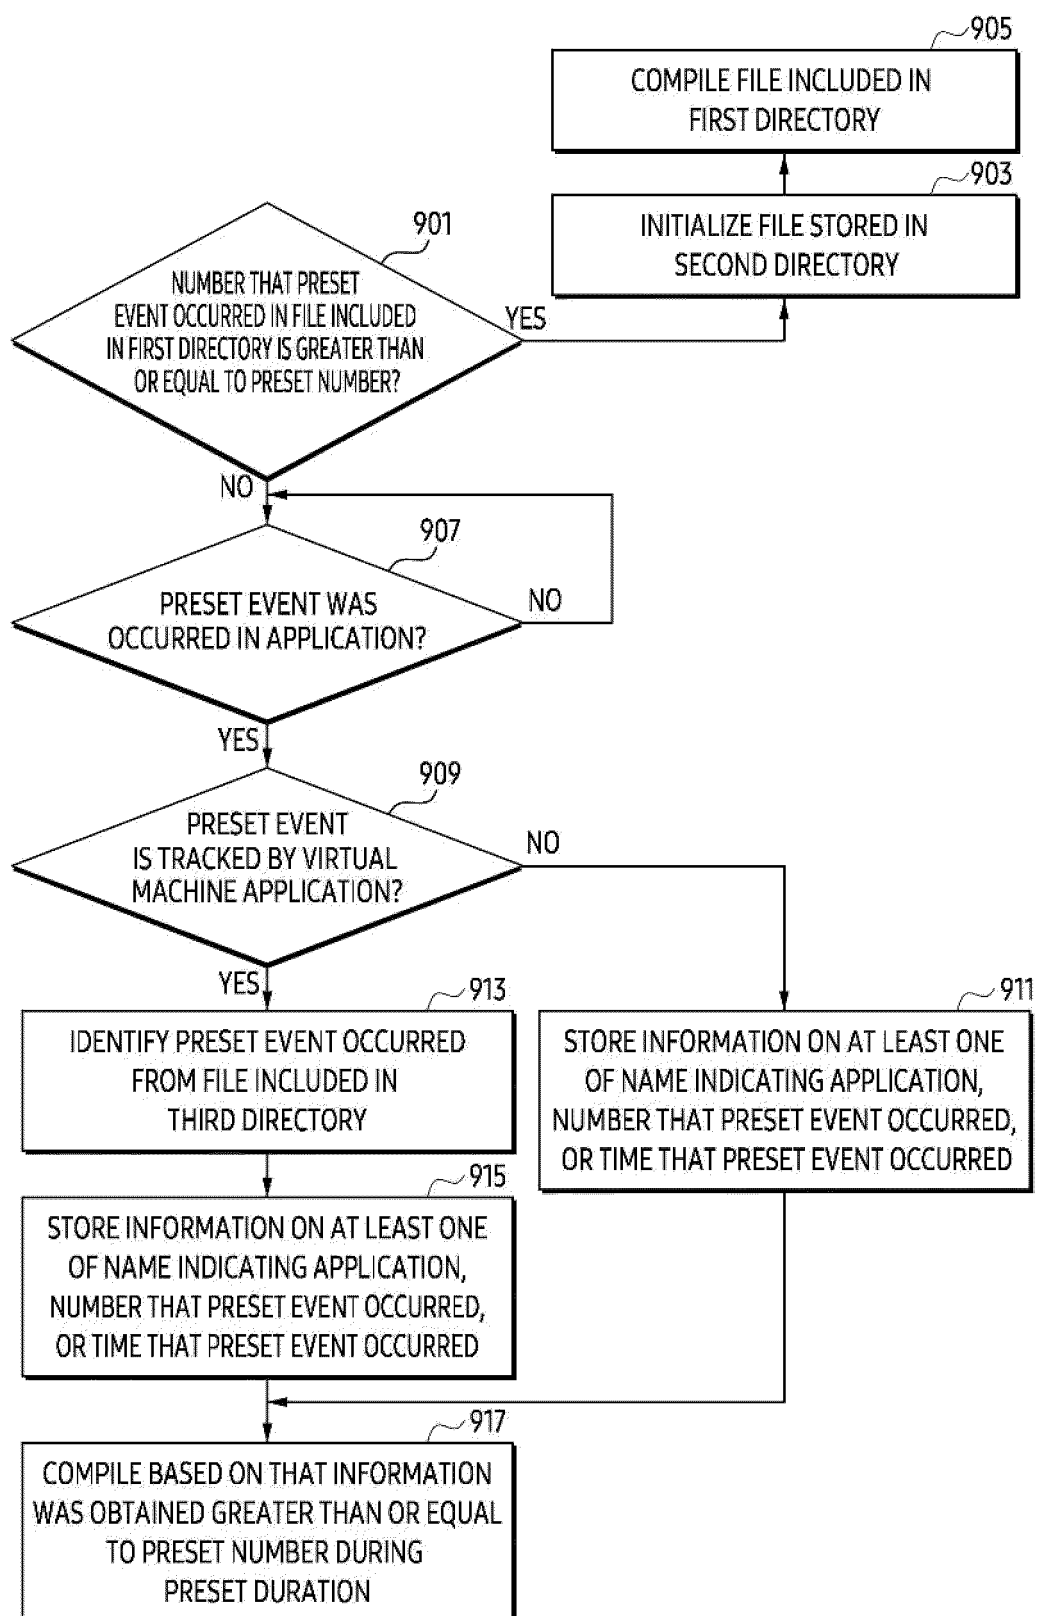 905
COMPILE FILE INCLUDED IN
FIRST DIRECTORY
903
INITIALIZE FILE STORED IN
SECOND DIRECTORY
901
NUMBER THAT PRESET
EVENT OCCURRED IN FILE INCLUDED
IN FIRST DIRECTORY IS GREATER THAN
OR EQUAL TO PRESET NUMBER?
YES
NO
907
PRESET EVENT WAS
OCCURRED IN APPLICATION?
NO
YES
909
PRESET EVENT
IS TRACKED BY VIRTUAL
MACHINE APPLICATION?
NO
YES
913
IDENTIFY PRESET EVENT OCCURRED
FROM FILE INCLUDED IN
THIRD DIRECTORY
911
STORE INFORMATION ON AT LEAST ONE
OF NAME INDICATING APPLICATION,
NUMBER THAT PRESET EVENT OCCURRED,
OR TIME THAT PRESET EVENT OCCURRED
915
STORE INFORMATION ON AT LEAST ONE
OF NAME INDICATING APPLICATION,
NUMBER THAT PRESET EVENT OCCURRED,
OR TIME THAT PRESET EVENT OCCURRED
917
COMPILE BASED ON THAT INFORMATION
WAS OBTAINED GREATER THAN OR EQUAL
TO PRESET NUMBER DURING
PRESET DURATION